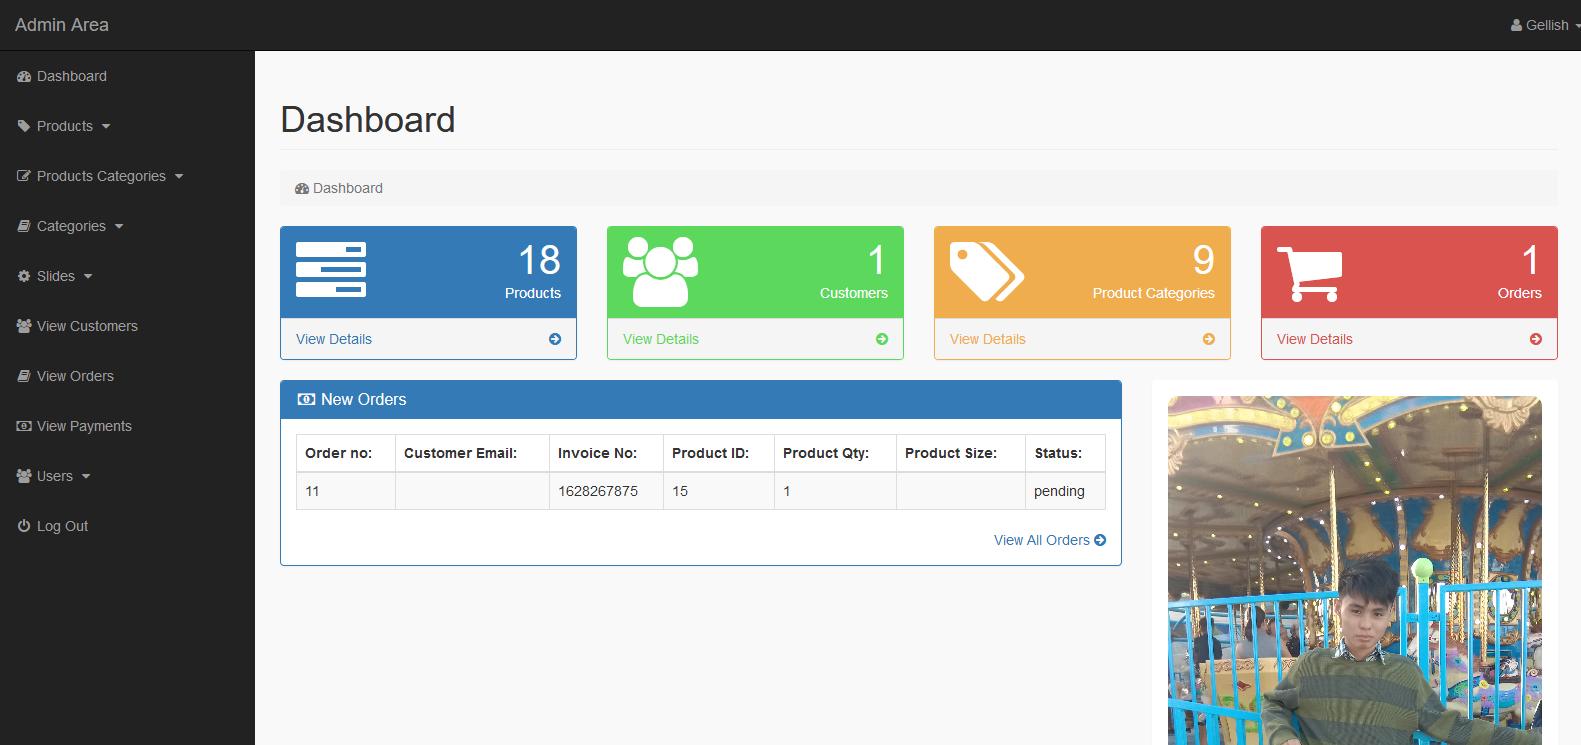 Admin Area
Gellish
Dashboard
Products
Products Categories
Categories
Slides
View Customers
View Orders
View Payments
Users
Log Out
Dashboard
Dashboard
18
Products
View Details
1
Customers
View Details
9
Product Categories
View Details
1
Orders
View Details
New Orders
Order no: Customer Email: Invoice No: Product ID: Product Qty: Product Size: Status:
11 1628267875 15 1 pending
View All Orders